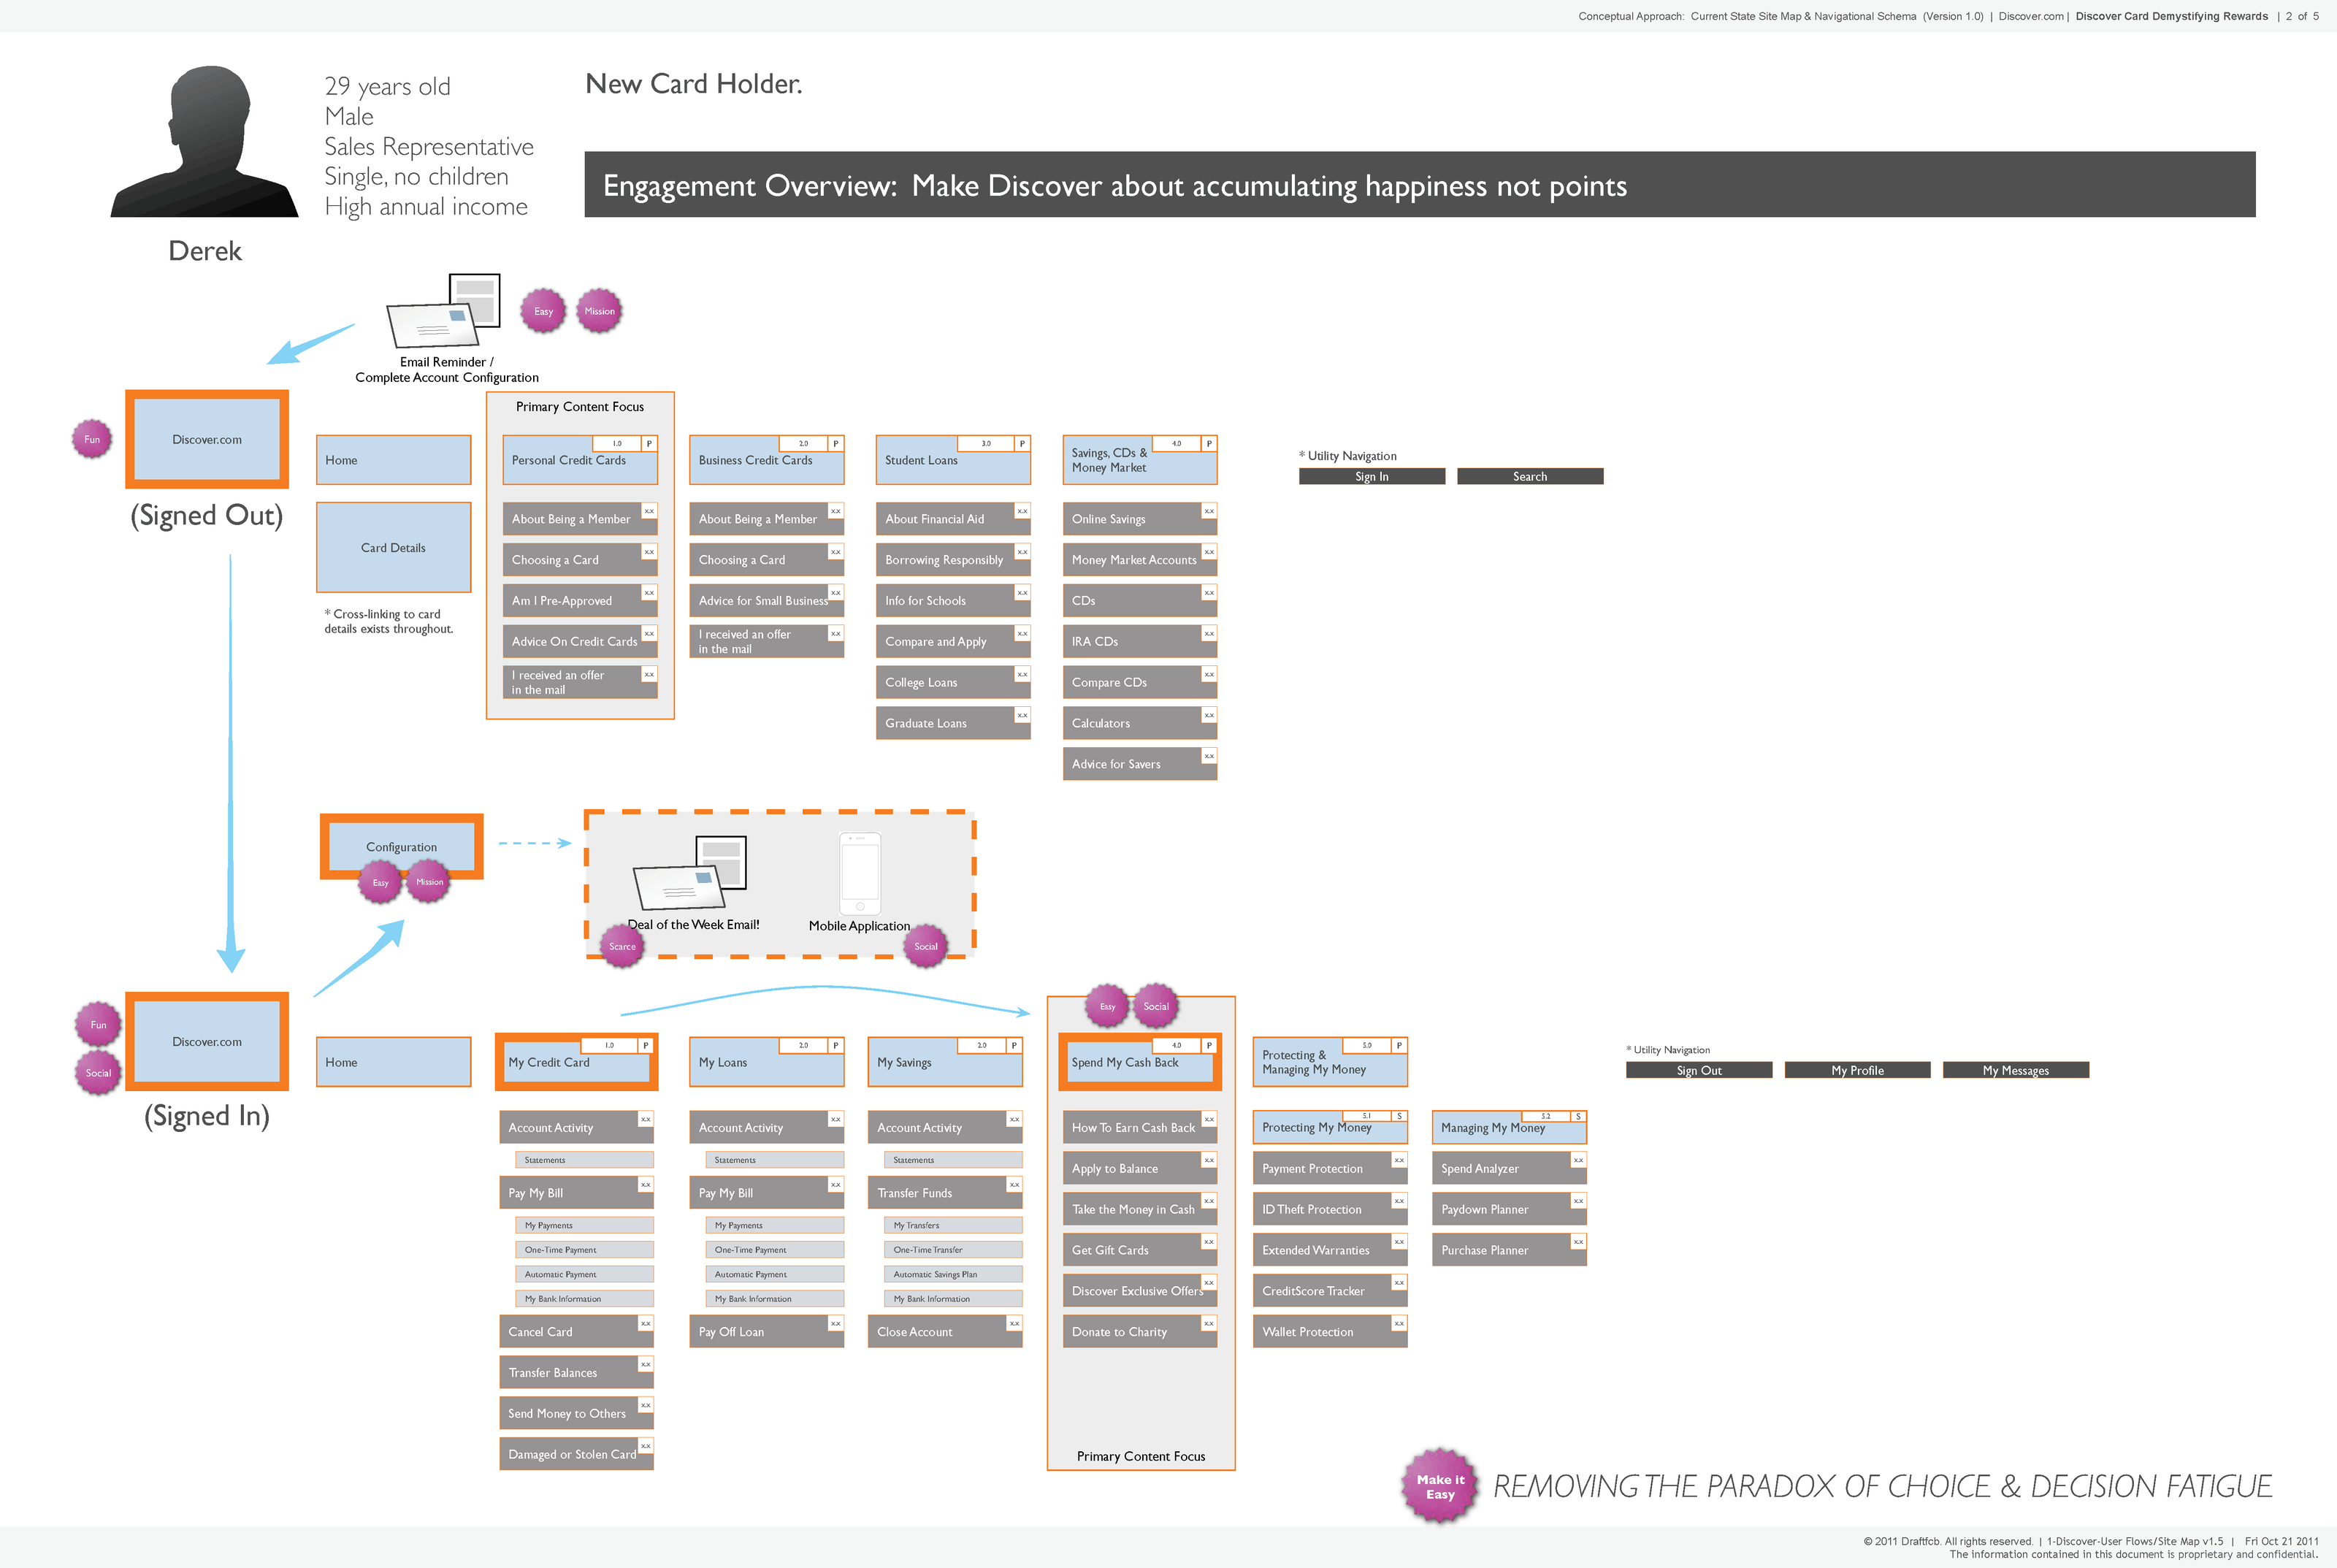 Conceptual Approach: Current State Site Map & Navigational Schema (Version 1.0) | Discover.com | Discover Card Demystifying Rewards | 2 of 5
29 years old
Male
Sales Representative
Single, no children
High annual income
Derek
New Card Holder.
Engagement Overview: Make Discover about accumulating happiness not points
Easy
Mission
Email Reminder /
Complete Account Configuration
Fun
Discover.com
(Signed Out)
Home
Card Details
* Cross-linking to card
details exists throughout.
Primary Content Focus
1.0 P
Personal Credit Cards
About Being a Member x.x
Choosing a Card x.x
Am I Pre-Approved x.x
Advice On Credit Cards x.x
I received an offer x.x
in the mail
2.0 P
Business Credit Cards
About Being a Member x.x
Choosing a Card x.x
Advice for Small Business x.x
I received an offer x.x
in the mail
3.0 P
Student Loans
About Financial Aid x.x
Borrowing Responsibly x.x
Info for Schools x.x
Compare and Apply x.x
College Loans x.x
Graduate Loans x.x
4.0 P
Savings, CDs &
Money Market
Online Savings x.x
Money Market Accounts x.x
CDs x.x
IRA CDs x.x
Compare CDs x.x
Calculators x.x
Advice for Savers x.x
* Utility Navigation
Sign In
Search
Configuration
Easy
Mission
Deal of the Week Email!
Scarce
Mobile Application
Social
Fun
Social
Discover.com
(Signed In)
Home
1.0 P
My Credit Card
Account Activity x.x
Statements
Pay My Bill x.x
My Payments
One-Time Payment
Automatic Payment
My Bank Information
Cancel Card x.x
Transfer Balances x.x
Send Money to Others x.x
Damaged or Stolen Card x.x
2.0 P
My Loans
Account Activity x.x
Statements
Pay My Bill x.x
My Payments
One-Time Payment
Automatic Payment
My Bank Information
Pay Off Loan x.x
2.0 P
My Savings
Account Activity x.x
Statements
Transfer Funds x.x
My Transfers
One-Time Transfer
Automatic Savings Plan
My Bank Information
Close Account x.x
Easy
Social
4.0 P
Spend My Cash Back
How To Earn Cash Back x.x
Apply to Balance x.x
Take the Money in Cash x.x
Get Gift Cards x.x
Discover Exclusive Offers x.x
Donate to Charity x.x
Primary Content Focus
5.0 P
Protecting &
Managing My Money
5.1 S
Protecting My Money
Payment Protection x.x
ID Theft Protection x.x
Extended Warranties x.x
CreditScore Tracker x.x
Wallet Protection x.x
5.2 S
Managing My Money
Spend Analyzer x.x
Paydown Planner x.x
Purchase Planner x.x
* Utility Navigation
Sign Out
My Profile
My Messages
Make it
Easy
REMOVING THE PARADOX OF CHOICE & DECISION FATIGUE
© 2011 Draftfcb. All rights reserved. | 1-Discover-User Flows/Site Map v1.5 | Fri Oct 21 2011
The information contained in this document is proprietary and confidential.